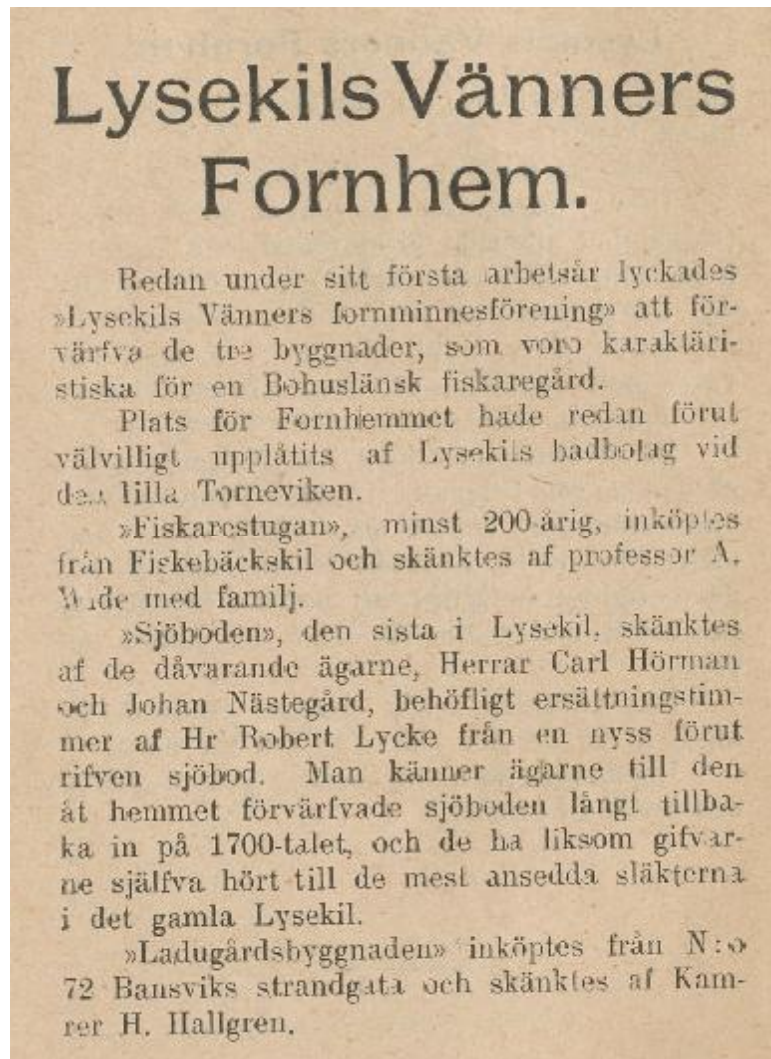 Lysekils Vänners
Fornhem.
Redan under sitt första arbetsår lyckades
»Lysekils Vänners fornminnesförening» att för-
värfva de tre byggnader, som voro karaktäri-
stiska för en Bohuslänsk fiskaregård.
Plats för Fornhemmet hade redan förut
välvilligt upplåtits af Lysekils badbolag vid
den lilla Torneviken.
»Fiskarestugan», minst 200-årig, inköptes
från Fiskebäckskil och skänktes af professor A.
Wide med familj.
»Sjöboden», den sista i Lysekil, skänktes
af de dåvarande ägarne, Herrar Carl Hörman
och Johan Nästegård, behöfligt ersättningstim-
mer af Hr Robert Lycke från en nyss förut
rifven sjöbod. Man känner ägarne till den
åt hemmet förvärfvade sjöboden långt tillba-
ka in på 1700-talet, och de ha liksom gifvar-
ne själfva hört till de mest ansedda släkterna
i det gamla Lysekil.
»Ladugårdsbyggnaden» inköptes från N:o
72 Bansviks strandgata och skänktes af Kam-
rer H. Hallgren.